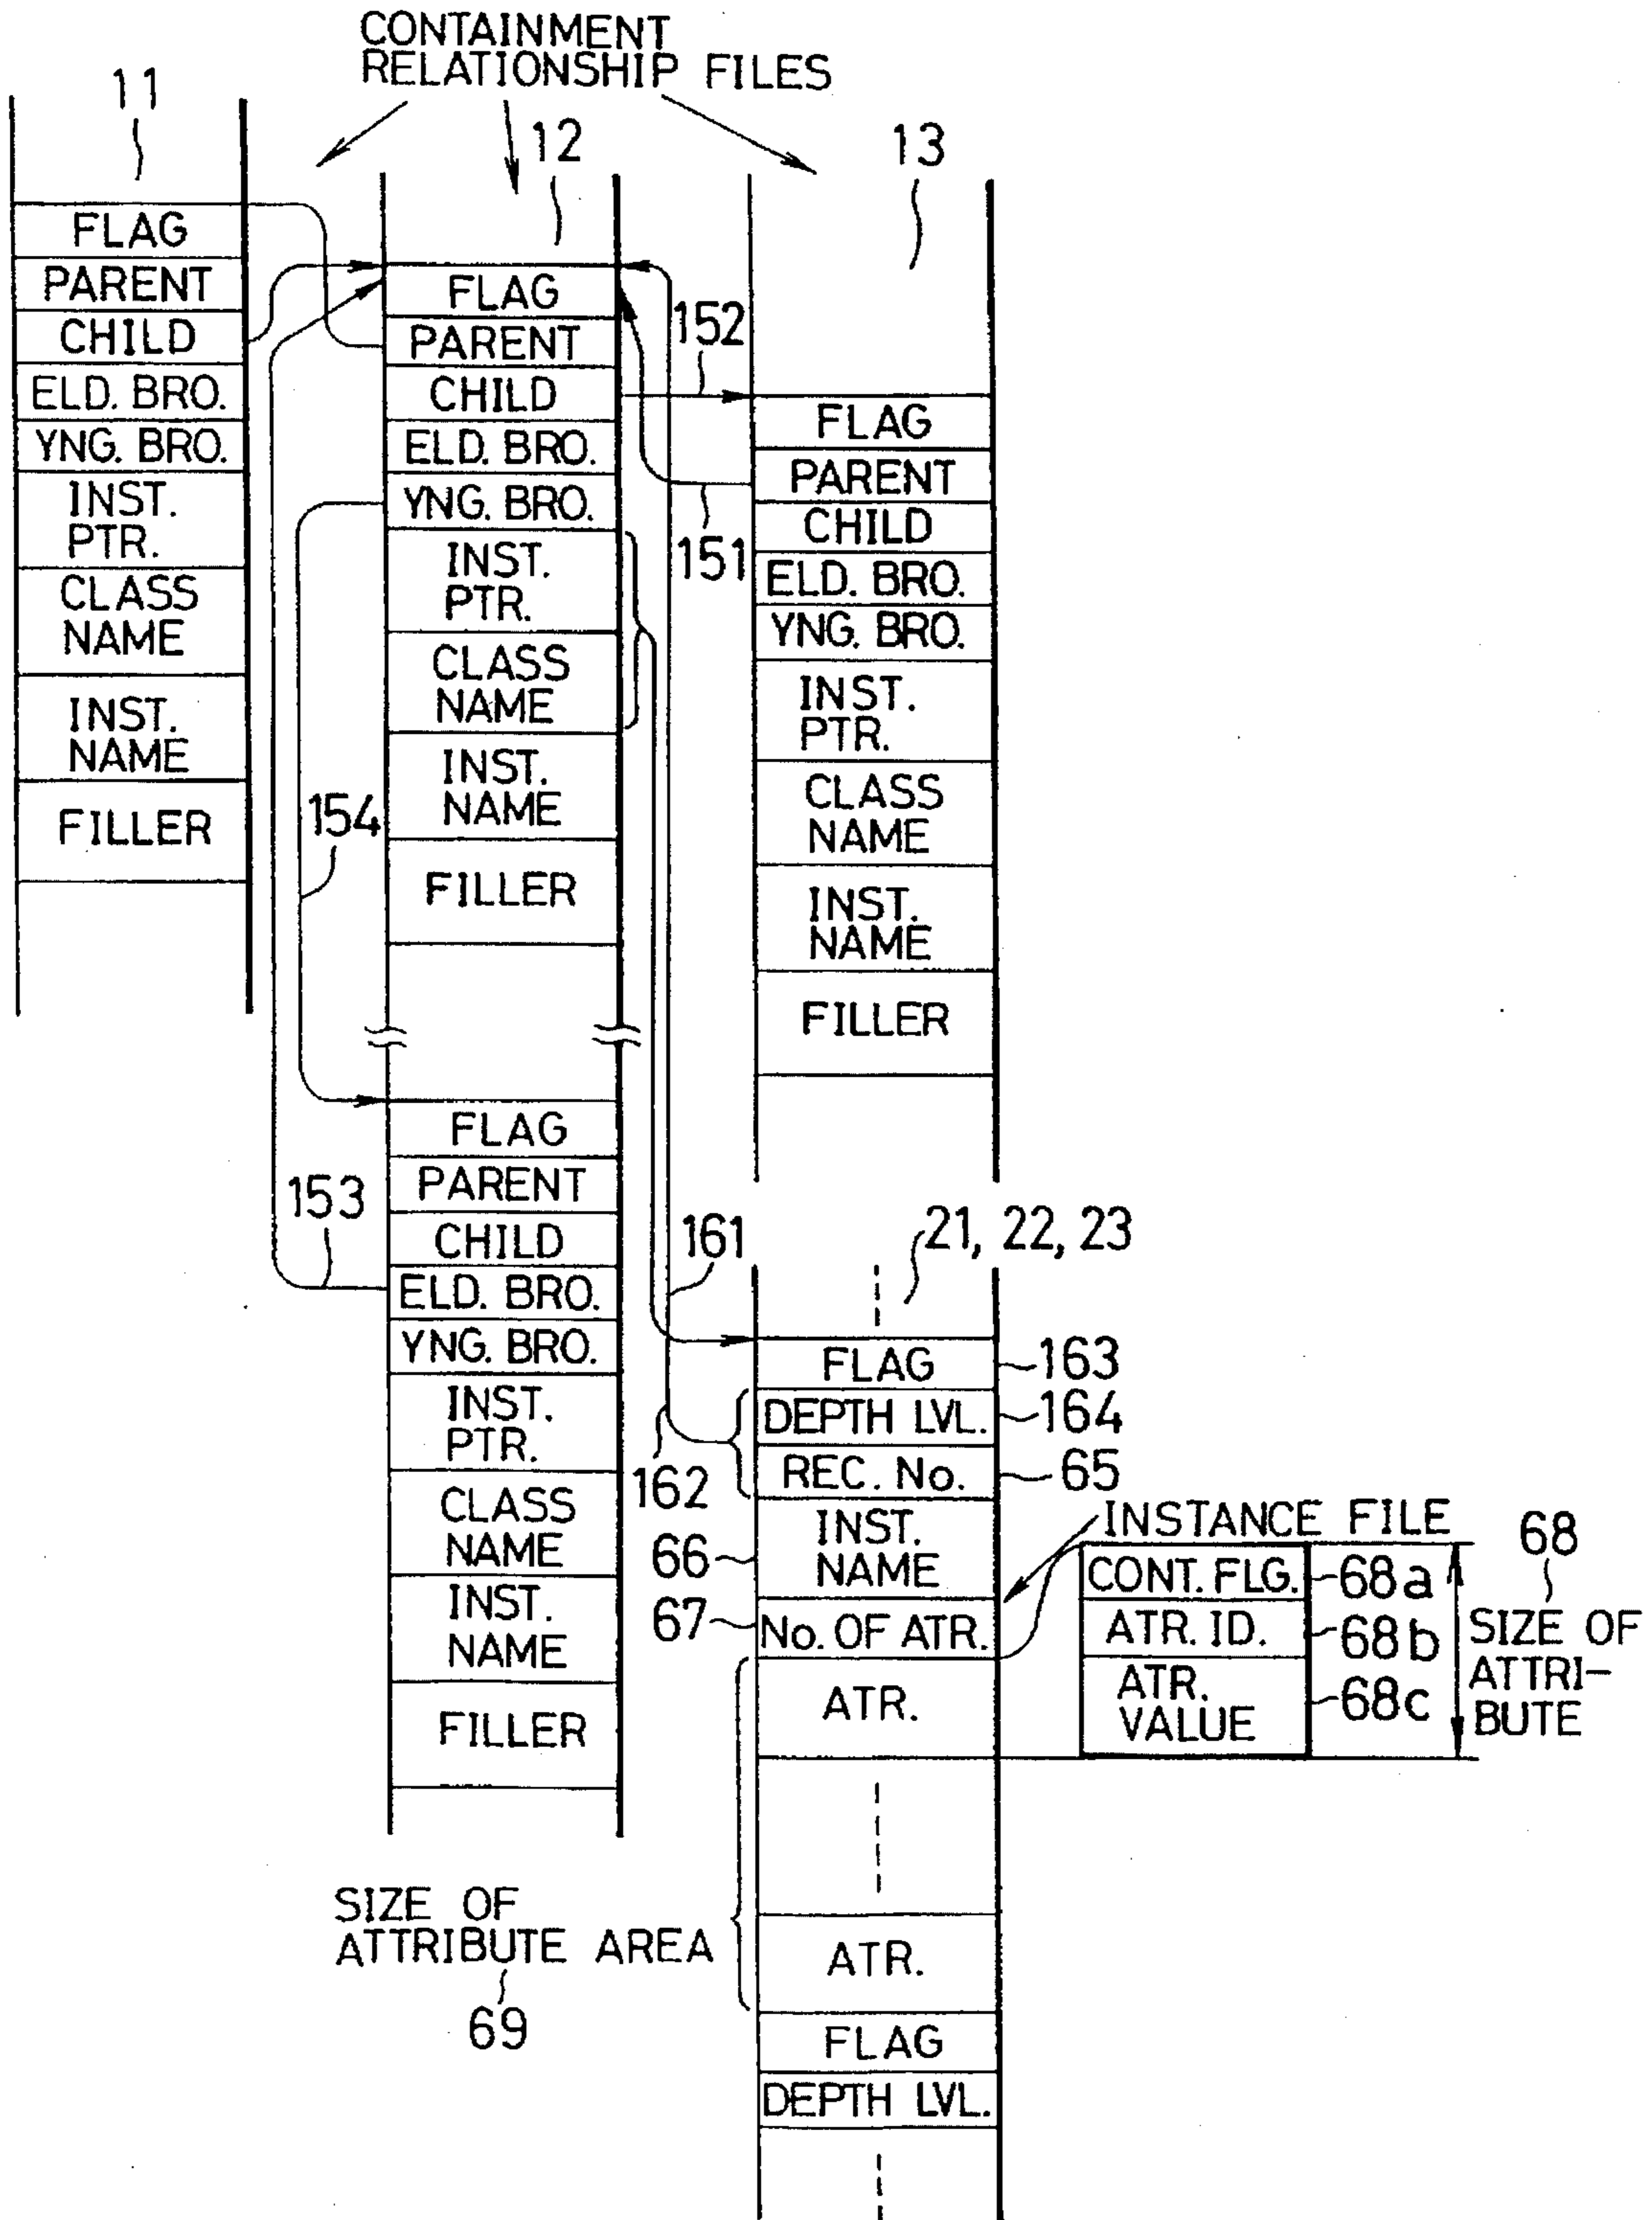 CONTAINMENT
RELATIONSHIP FILES
11
FLAG
PARENT
CHILD
ELD. BRO.
YNG. BRO.
INST.
PTR.
CLASS
NAME
INST.
NAME
FILLER
12
FLAG
PARENT
CHILD
ELD. BRO.
YNG. BRO.
INST.
PTR.
CLASS
NAME
INST.
NAME
FILLER
154
153
FLAG
PARENT
CHILD
ELD. BRO.
YNG. BRO.
INST.
PTR.
CLASS
NAME
INST.
NAME
FILLER
152
151
13
FLAG
PARENT
CHILD
ELD. BRO.
YNG. BRO.
INST.
PTR.
CLASS
NAME
INST.
NAME
FILLER
161
162
21, 22, 23
FLAG
163
DEPTH LVL.
164
REC. No.
65
INST.
NAME
66
No. OF ATR.
67
ATR.
ATR.
FLAG
DEPTH LVL.
INSTANCE FILE
CONT. FLG.
68a
ATR. ID.
68b
ATR.
VALUE
68c
68
SIZE OF
ATTRI-
BUTE
SIZE OF
ATTRIBUTE AREA
69